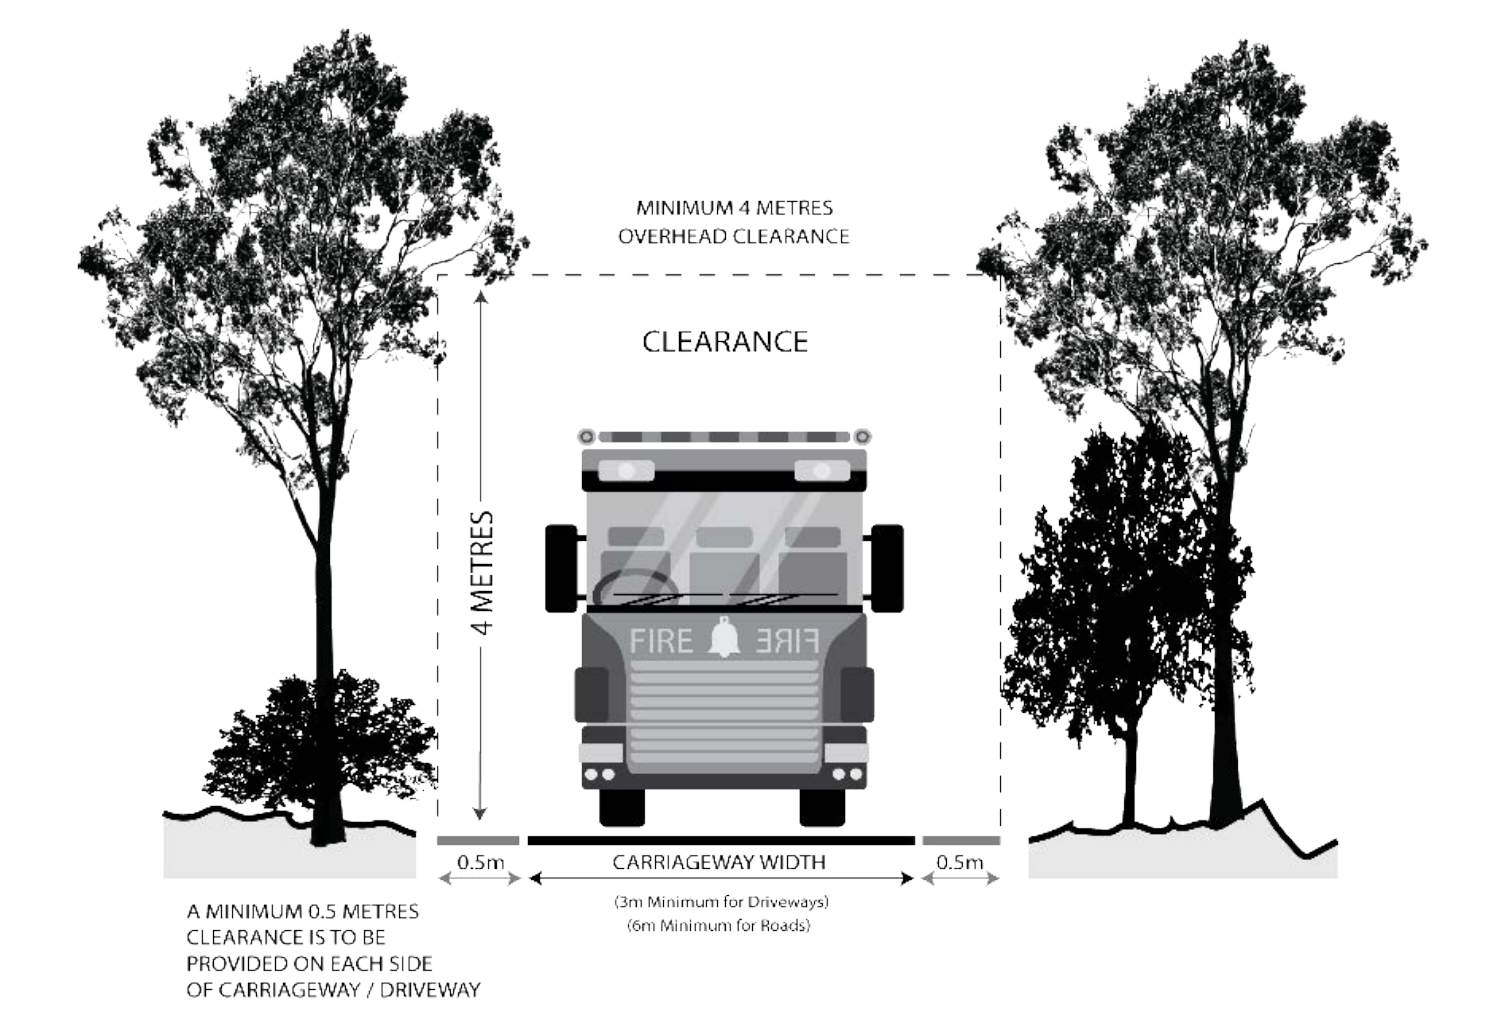 MINIMUM 4 METRES
OVERHEAD CLEARANCE
CLEARANCE
4 METRES
FIRE FIRE
0.5m CARRIAGEWAY WIDTH 0.5m
(3m Minimum for Driveways)
(6m Minimum for Roads)
A MINIMUM 0.5 METRES
CLEARANCE IS TO BE
PROVIDED ON EACH SIDE
OF CARRIAGEWAY / DRIVEWAY